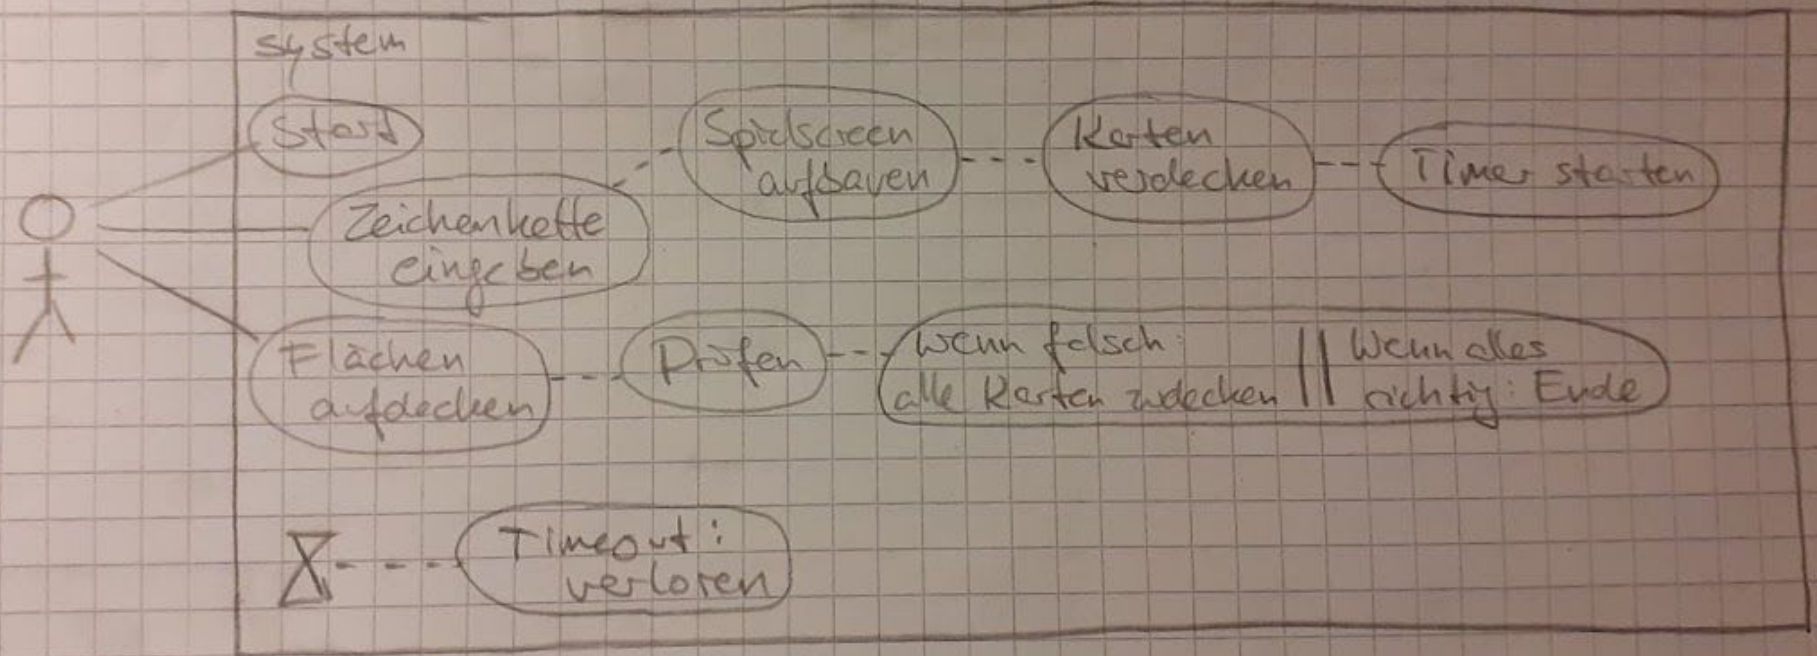 system
Start
Spielscreen
aufbauen
Karten
verdecken
Timer starten
Zeichenkette
eingeben
Flächen
aufdecken
Prüfen
Wenn falsch:
alle Karten zudecken
||
Wenn alles
richtig: Ende
Timeout:
verloren